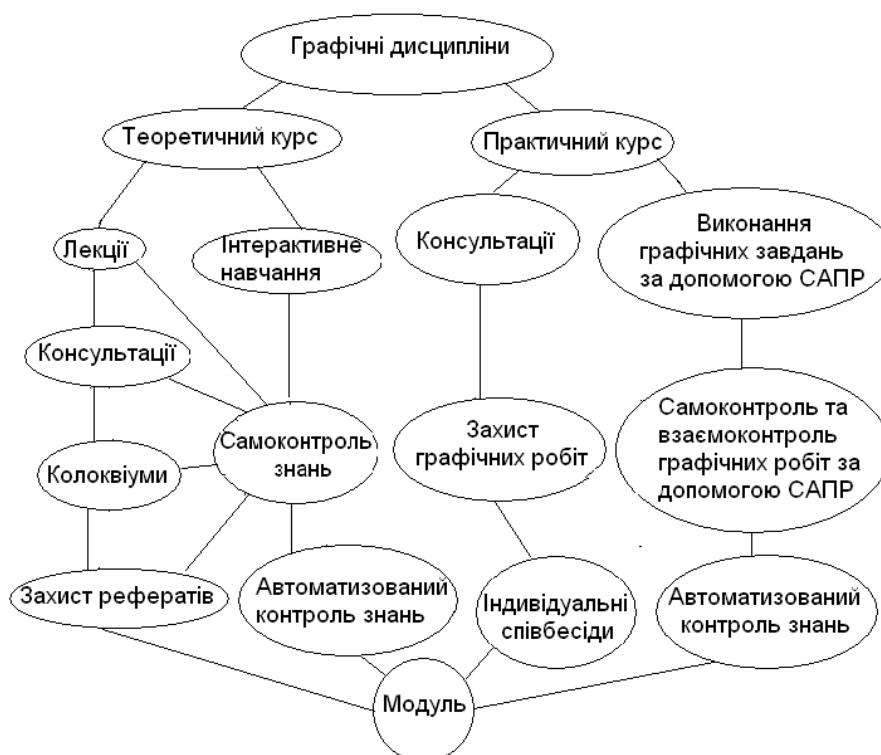 Графічні дисципліни
Теоретичний курс
Практичний курс
Лекції
Інтерактивне
навчання
Консультації
Виконання
графічних завдань
за допомогою САПР
Консультації
Колоквіуми
Самоконтроль
знань
Захист
графічних робіт
Самоконтроль та
взаємоконтроль
графічних робіт за
допомогою САПР
Захист рефератів
Автоматизований
контроль знань
Індивідуальні
співбесіди
Автоматизований
контроль знань
Модуль